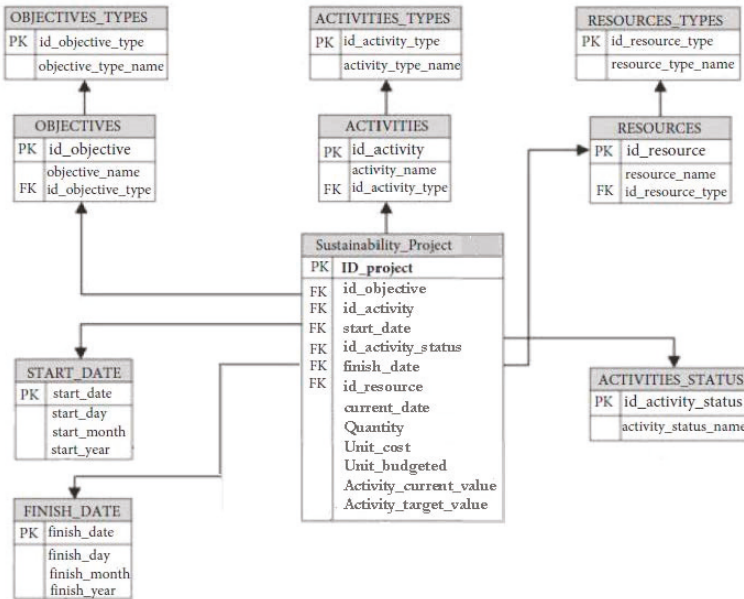 OBJECTIVES_TYPES
PK id_objective_type
objective_type_name
ACTIVITIES_TYPES
PK id_activity_type
activity_type_name
RESOURCES_TYPES
PK id_resource_type
resource_type_name
OBJECTIVES
PK id_objective
objective_name
FK id_objective_type
ACTIVITIES
PK id_activity
activity_name
FK id_activity_type
RESOURCES
PK id_resource
resource_name
FK id_resource_type
Sustainability_Project
PK ID_project
FK id_objective
FK id_activity
FK start_date
FK id_activity_status
FK finish_date
FK id_resource
current_date
Quantity
Unit_cost
Unit_budgeted
Activity_current_value
Activity_target_value
START_DATE
PK start_date
start_day
start_month
start_year
ACTIVITIES_STATUS
PK id_activity_status
activity_status_name
FINISH_DATE
PK finish_date
finish_day
finish_month
finish_year